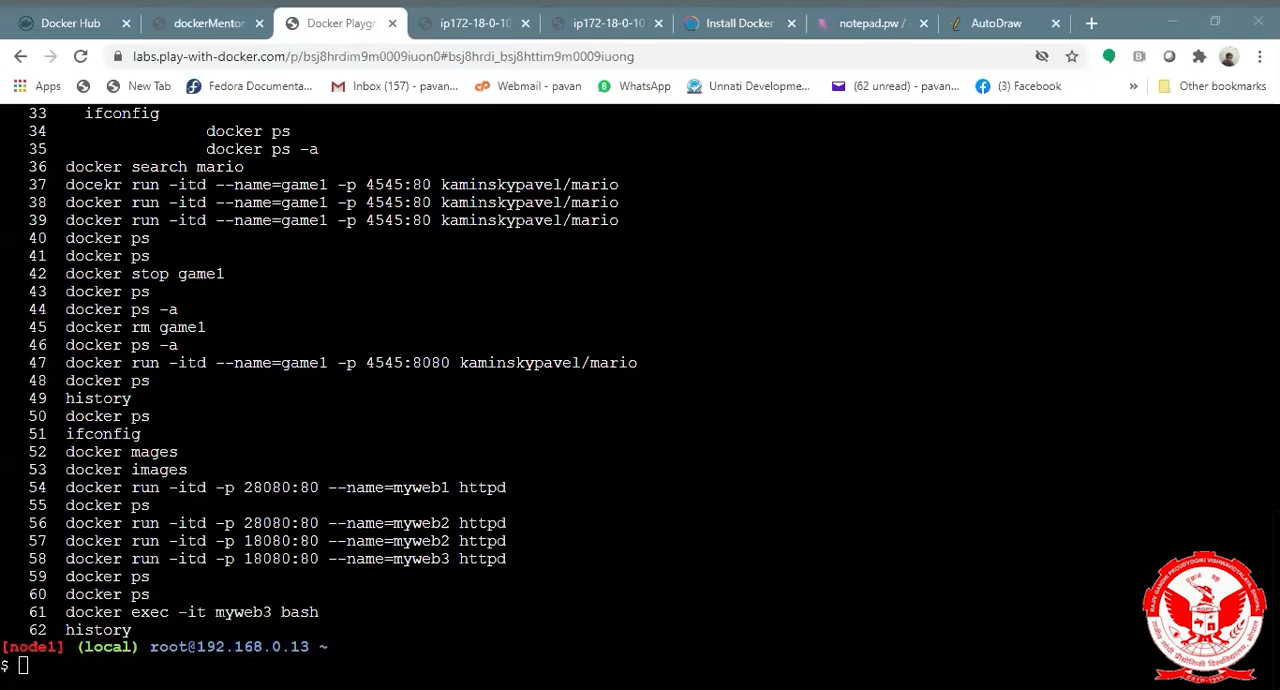 Docker Hub
dockerMentor
Docker Playgr
ip172-18-0-10
ip172-18-0-10
Install Docker
notepad.pw /
AutoDraw
labs.play-with-docker.com/p/bsj8hrdim9m0009iuon0#bsj8hrdi_bsj8httim9m0009iuong
Apps
New Tab
Fedora Documenta...
Inbox (157) - pavan...
Webmail - pavan
WhatsApp
Unnati Developme...
(62 unread) - pavan...
(3) Facebook
»
Other bookmarks
33 ifconfig
34 docker ps
35 docker ps -a
36 docker search mario
37 docekr run -itd --name=game1 -p 4545:80 kaminskypavel/mario
38 docker run -itd --name=game1 -p 4545:80 kaminskypavel/mario
39 docker run -itd --name=game1 -p 4545:80 kaminskypavel/mario
40 docker ps
41 docker ps
42 docker stop game1
43 docker ps
44 docker ps -a
45 docker rm game1
46 docker ps -a
47 docker run -itd --name=game1 -p 4545:8080 kaminskypavel/mario
48 docker ps
49 history
50 docker ps
51 ifconfig
52 docker mages
53 docker images
54 docker run -itd -p 28080:80 --name=myweb1 httpd
55 docker ps
56 docker run -itd -p 28080:80 --name=myweb2 httpd
57 docker run -itd -p 18080:80 --name=myweb2 httpd
58 docker run -itd -p 18080:80 --name=myweb3 httpd
59 docker ps
60 docker ps
61 docker exec -it myweb3 bash
62 history
[node1] (local) root@192.168.0.13 ~
$